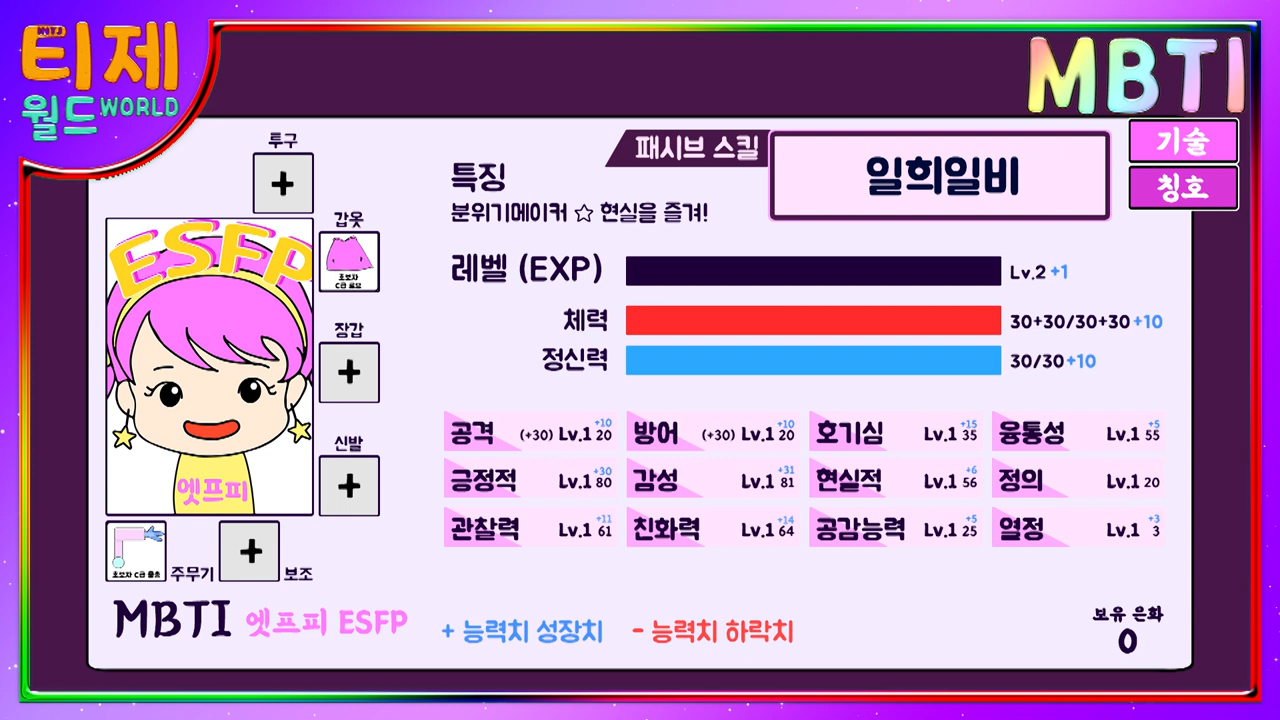 MBTI
티제
월드 WORLD
MBTI
기술
칭호
패시브 스킬
일희일비
특징
분위기메이커 ☆ 현실을 즐겨!
투구
+
갑옷
초보자
C급 로브
장갑
+
신발
+
ESFP
엣프피
레벨 (EXP) Lv.2 +1
체력 30+30/30+30 +10
정신력 30/30 +10
공격 (+30) Lv.1 20 +10
방어 (+30) Lv.1 20 +10
호기심 Lv.1 35 +15
융통성 Lv.1 55 +5
긍정적 Lv.1 80 +30
감성 Lv.1 81 +31
현실적 Lv.1 56 +6
정의 Lv.1 20
관찰력 Lv.1 61 +11
친화력 Lv.1 64 +14
공감능력 Lv.1 25 +5
열정 Lv.1 3 +3
주무기
+
보조
MBTI 엣프피 ESFP
+ 능력치 성장치 - 능력치 하락치
보유 은화
0